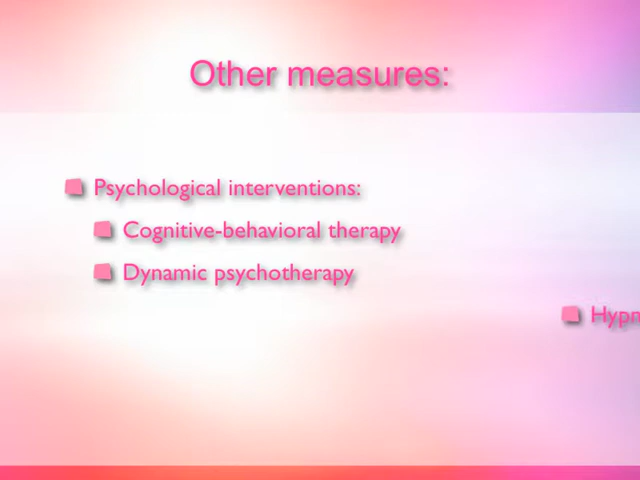 Other measures:
Psychological interventions:
Cognitive-behavioral therapy
Dynamic psychotherapy